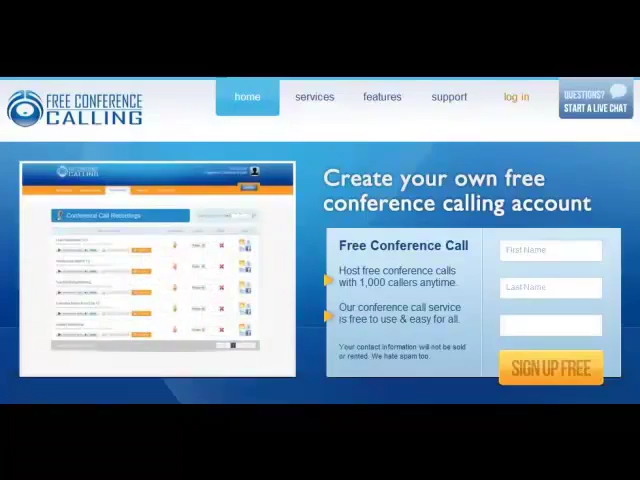 FREE CONFERENCE
CALLING
home
services
features
support
log in
QUESTIONS?
START A LIVE CHAT
Create your own free
conference calling account
Conference Call Recordings
Free Conference Call
Host free conference calls
with 1,000 callers anytime.
Our conference call service
is free to use & easy for all.
Your contact information will not be sold
or rented. We hate spam too.
First Name
Last Name
SIGN UP FREE